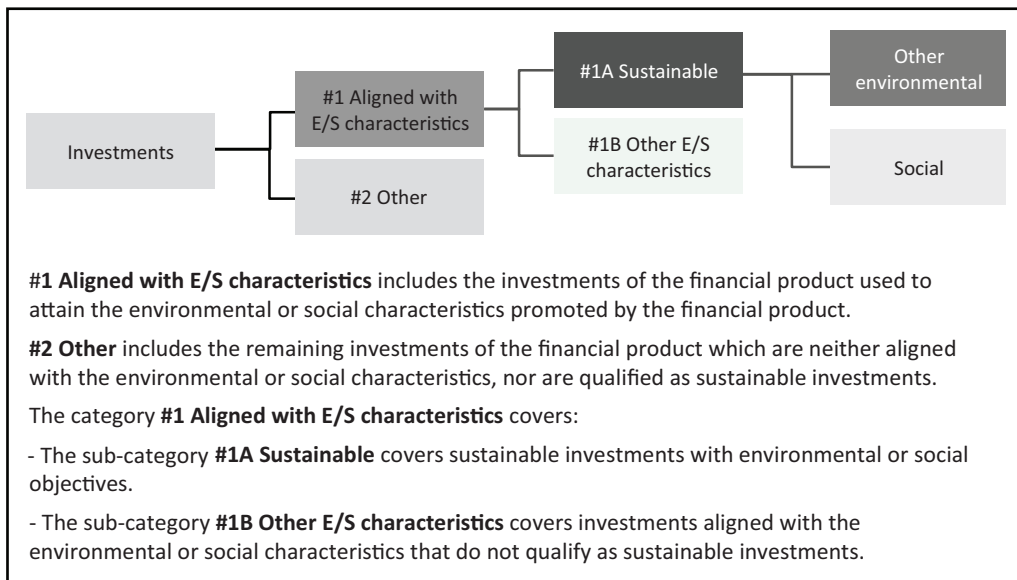 Investments
#1 Aligned with
E/S characteristics
#2 Other
#1A Sustainable
#1B Other E/S
characteristics
Other
environmental
Social
#1 Aligned with E/S characteristics includes the investments of the financial product used to
attain the environmental or social characteristics promoted by the financial product.
#2 Other includes the remaining investments of the financial product which are neither aligned
with the environmental or social characteristics, nor are qualified as sustainable investments.
The category #1 Aligned with E/S characteristics covers:
- The sub-category #1A Sustainable covers sustainable investments with environmental or social
objectives.
- The sub-category #1B Other E/S characteristics covers investments aligned with the
environmental or social characteristics that do not qualify as sustainable investments.